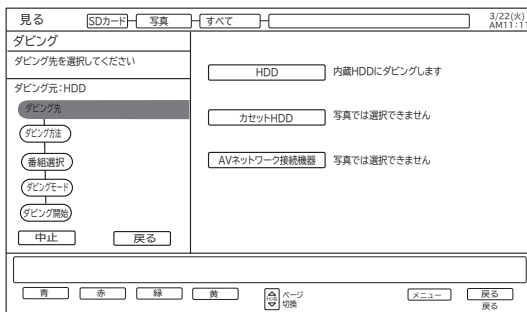 見る SDカード 写真 すべて 3/22(火)
AM11:11
ダビング
ダビング先を選択してください
ダビング元:HDD
ダビング先
ダビング方法
番組選択
ダビングモード
ダビング開始
中止 戻る
HDD 内蔵HDDにダビングします
カセットHDD 写真では選択できません
AVネットワーク接続機器 写真では選択できません
青 赤 緑 黄 ページ
切換 メニュー 戻る
戻る